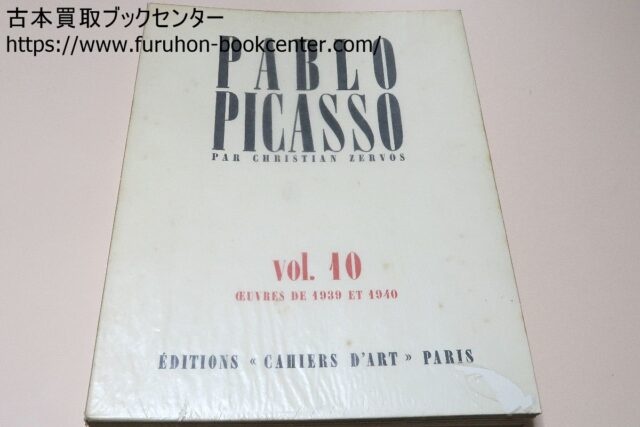 古本買取ブックセンター
https://www.furuhon-bookcenter.com/
PABLO
PICASSO
PAR CHRISTIAN ZERVOS
vol. 10
ŒUVRES DE 1939 ET 1940
ÉDITIONS « CAHIERS D'ART » PARIS